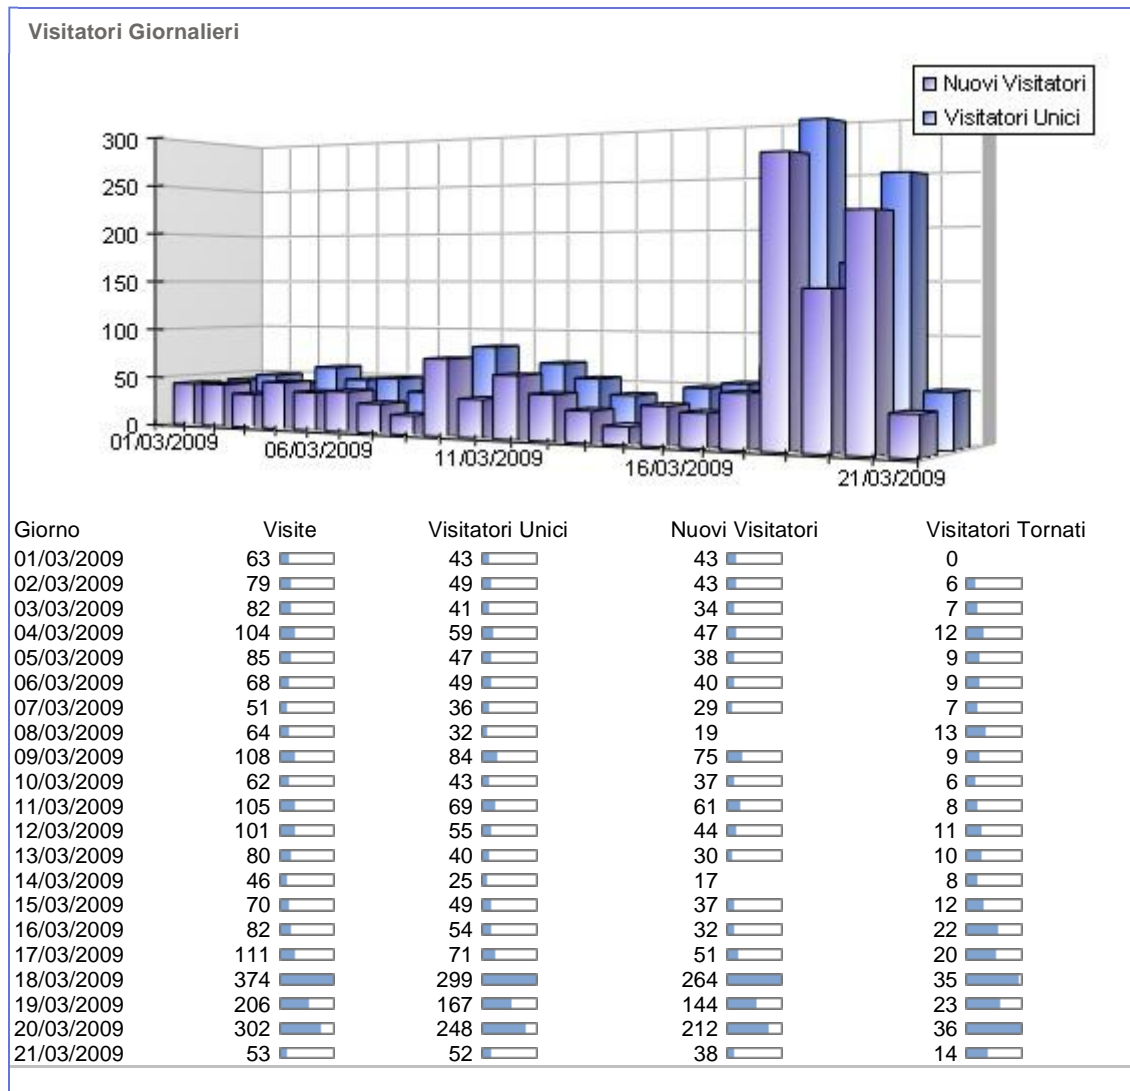 Visitatori Giornalieri
Nuovi Visitatori
Visitatori Unici
300
250
200
150
100
50
0
01/03/2009
06/03/2009
11/03/2009
16/03/2009
21/03/2009
Giorno Visite Visitatori Unici Nuovi Visitatori Visitatori Tornati
01/03/2009 63 43 43 0
02/03/2009 79 49 43 6
03/03/2009 82 41 34 7
04/03/2009 104 59 47 12
05/03/2009 85 47 38 9
06/03/2009 68 49 40 9
07/03/2009 51 36 29 7
08/03/2009 64 32 19 13
09/03/2009 108 84 75 9
10/03/2009 62 43 37 6
11/03/2009 105 69 61 8
12/03/2009 101 55 44 11
13/03/2009 80 40 30 10
14/03/2009 46 25 17 8
15/03/2009 70 49 37 12
16/03/2009 82 54 32 22
17/03/2009 111 71 51 20
18/03/2009 374 299 264 35
19/03/2009 206 167 144 23
20/03/2009 302 248 212 36
21/03/2009 53 52 38 14